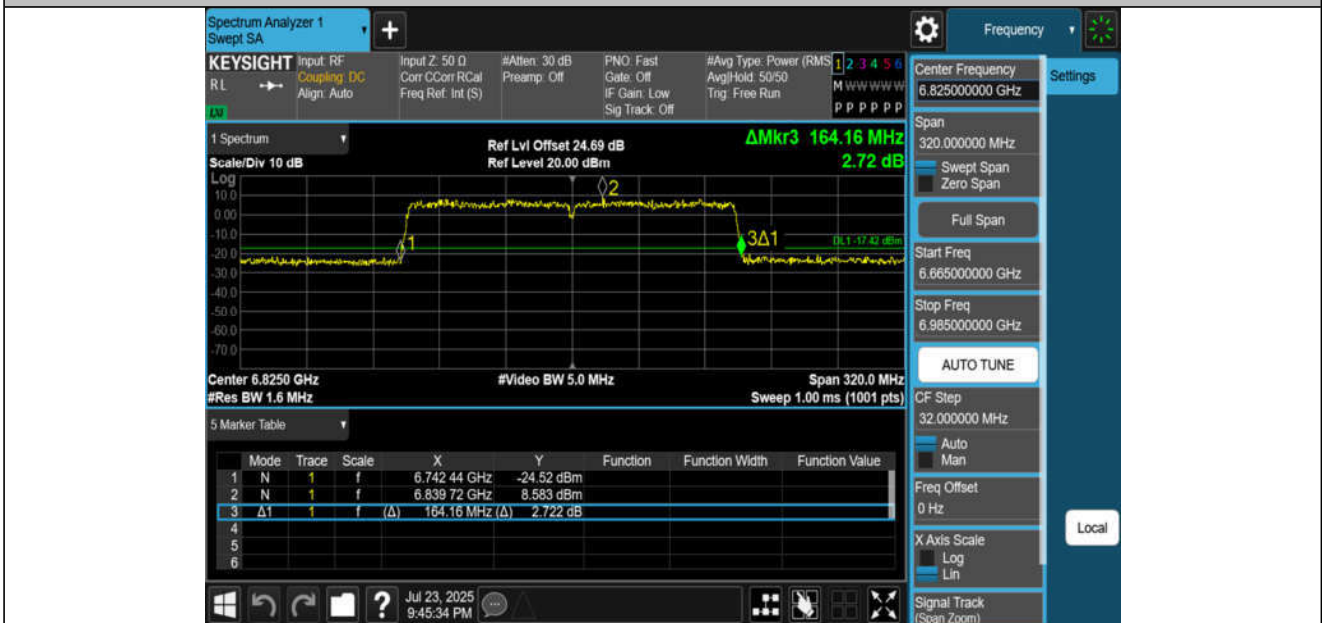 Spectrum Analyzer 1
Swept SA
+
Frequency
KEYSIGHT
RL
LXI
Input: RF
Coupling: DC
Align: Auto
Input Z: 50 Ω
Corr CCorr RCal
Freq Ref: Int (S)
#Atten: 30 dB
Preamp: Off
PNO: Fast
Gate: Off
IF Gain: Low
Sig Track: Off
#Avg Type: Power (RMS
Avg|Hold: 50/50
Trig: Free Run
1 2 3 4 5 6
M W W W W W
P P P P P P
1 Spectrum
Scale/Div 10 dB
Ref Lvl Offset 24.69 dB
Ref Level 20.00 dBm
ΔMkr3 164.16 MHz
2.72 dB
Log
10.0
0.00
-10.0
-20.0
-30.0
-40.0
-50.0
-60.0
-70.0
1
2
3Δ1
DL1 -17.42 dBm
Center 6.8250 GHz
#Video BW 5.0 MHz
Span 320.0 MHz
#Res BW 1.6 MHz
Sweep 1.00 ms (1001 pts)
5 Marker Table
Mode Trace Scale X Y Function Function Width Function Value
1 N 1 f 6.742 44 GHz -24.52 dBm
2 N 1 f 6.839 72 GHz 8.583 dBm
3 Δ1 1 f (Δ) 164.16 MHz (Δ) 2.722 dB
4
5
6
?
Jul 23, 2025
9:45:34 PM
Center Frequency
6.825000000 GHz
Span
320.000000 MHz
Swept Span
Zero Span
Full Span
Start Freq
6.665000000 GHz
Stop Freq
6.985000000 GHz
AUTO TUNE
CF Step
32.000000 MHz
Auto
Man
Freq Offset
0 Hz
X Axis Scale
Log
Lin
Signal Track
(Span Zoom)
Settings
Local